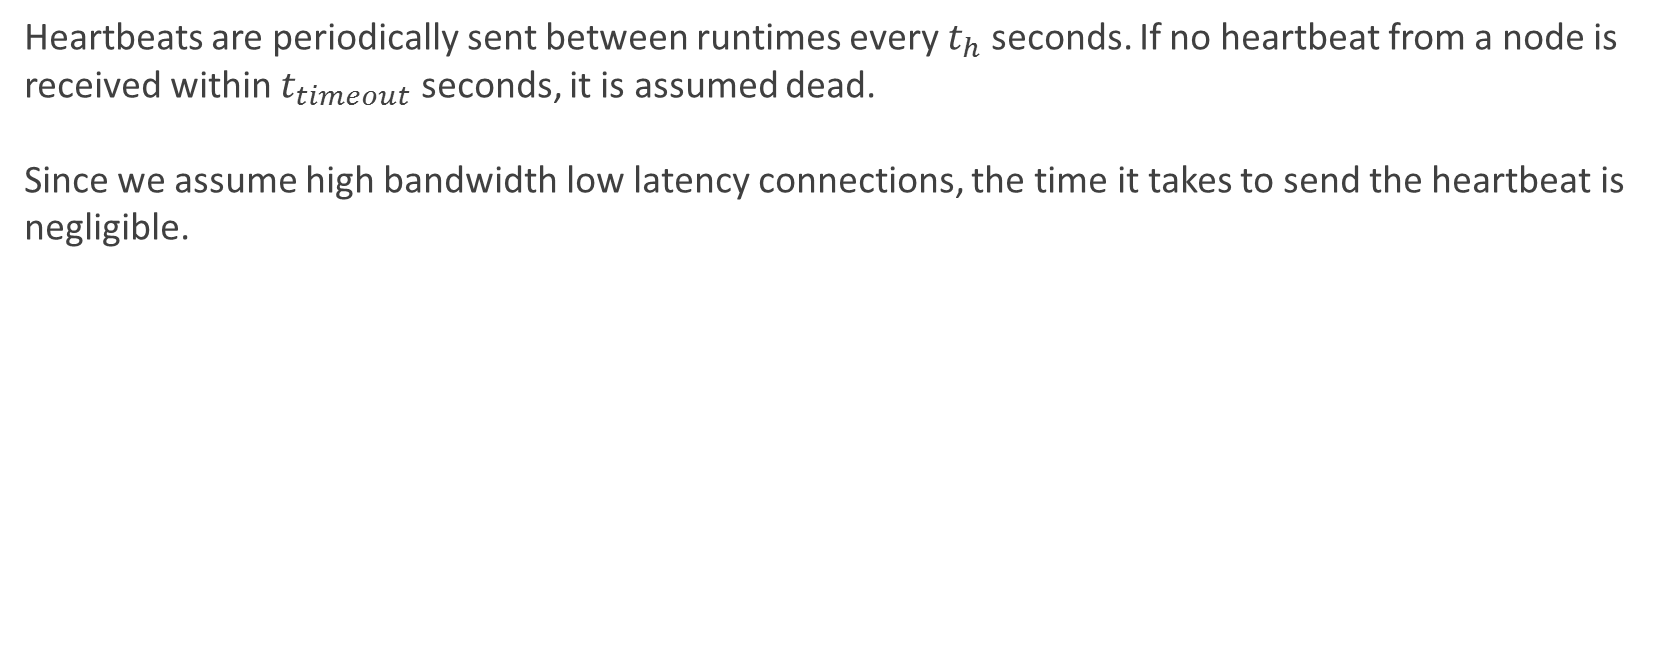 Heartbeats are periodically sent between runtimes every t_h seconds. If no heartbeat from a node is
received within t_timeout seconds, it is assumed dead.
Since we assume high bandwidth low latency connections, the time it takes to send the heartbeat is
negligible.